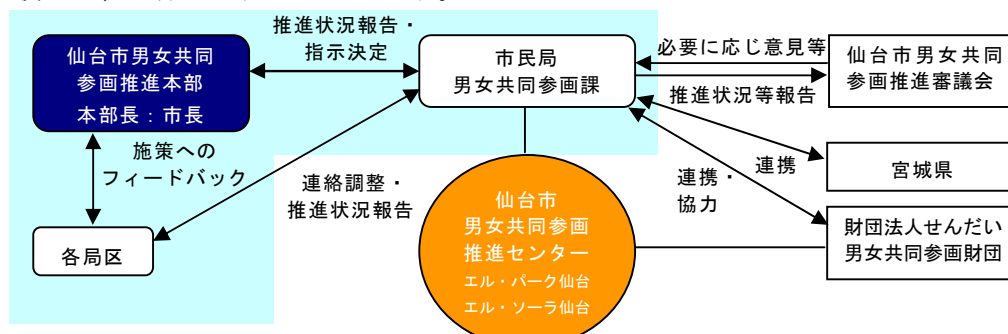 推進状況報告・
指示決定
仙台市男女共同
参画推進本部
本部長：市長
市民局
男女共同参画課
必要に応じ意見等
推進状況等報告
仙台市男女共同
参画推進審議会
施策への
フィードバック
連絡調整・
推進状況報告
各局区
仙台市
男女共同参画
推進センター
エル・パーク仙台
エル・ソーラ仙台
連携・
協力
連携
宮城県
財団法人せんだい
男女共同参画財団